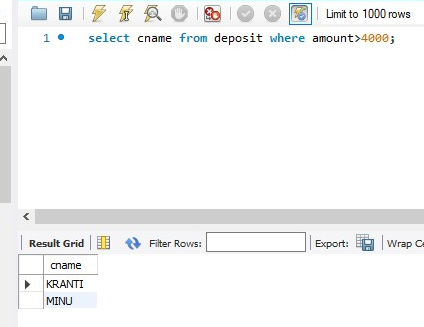 Limit to 1000 rows
1 select cname from deposit where amount>4000;
Result Grid Filter Rows: Export: Wrap Ce
cname
KRANTI
MINU